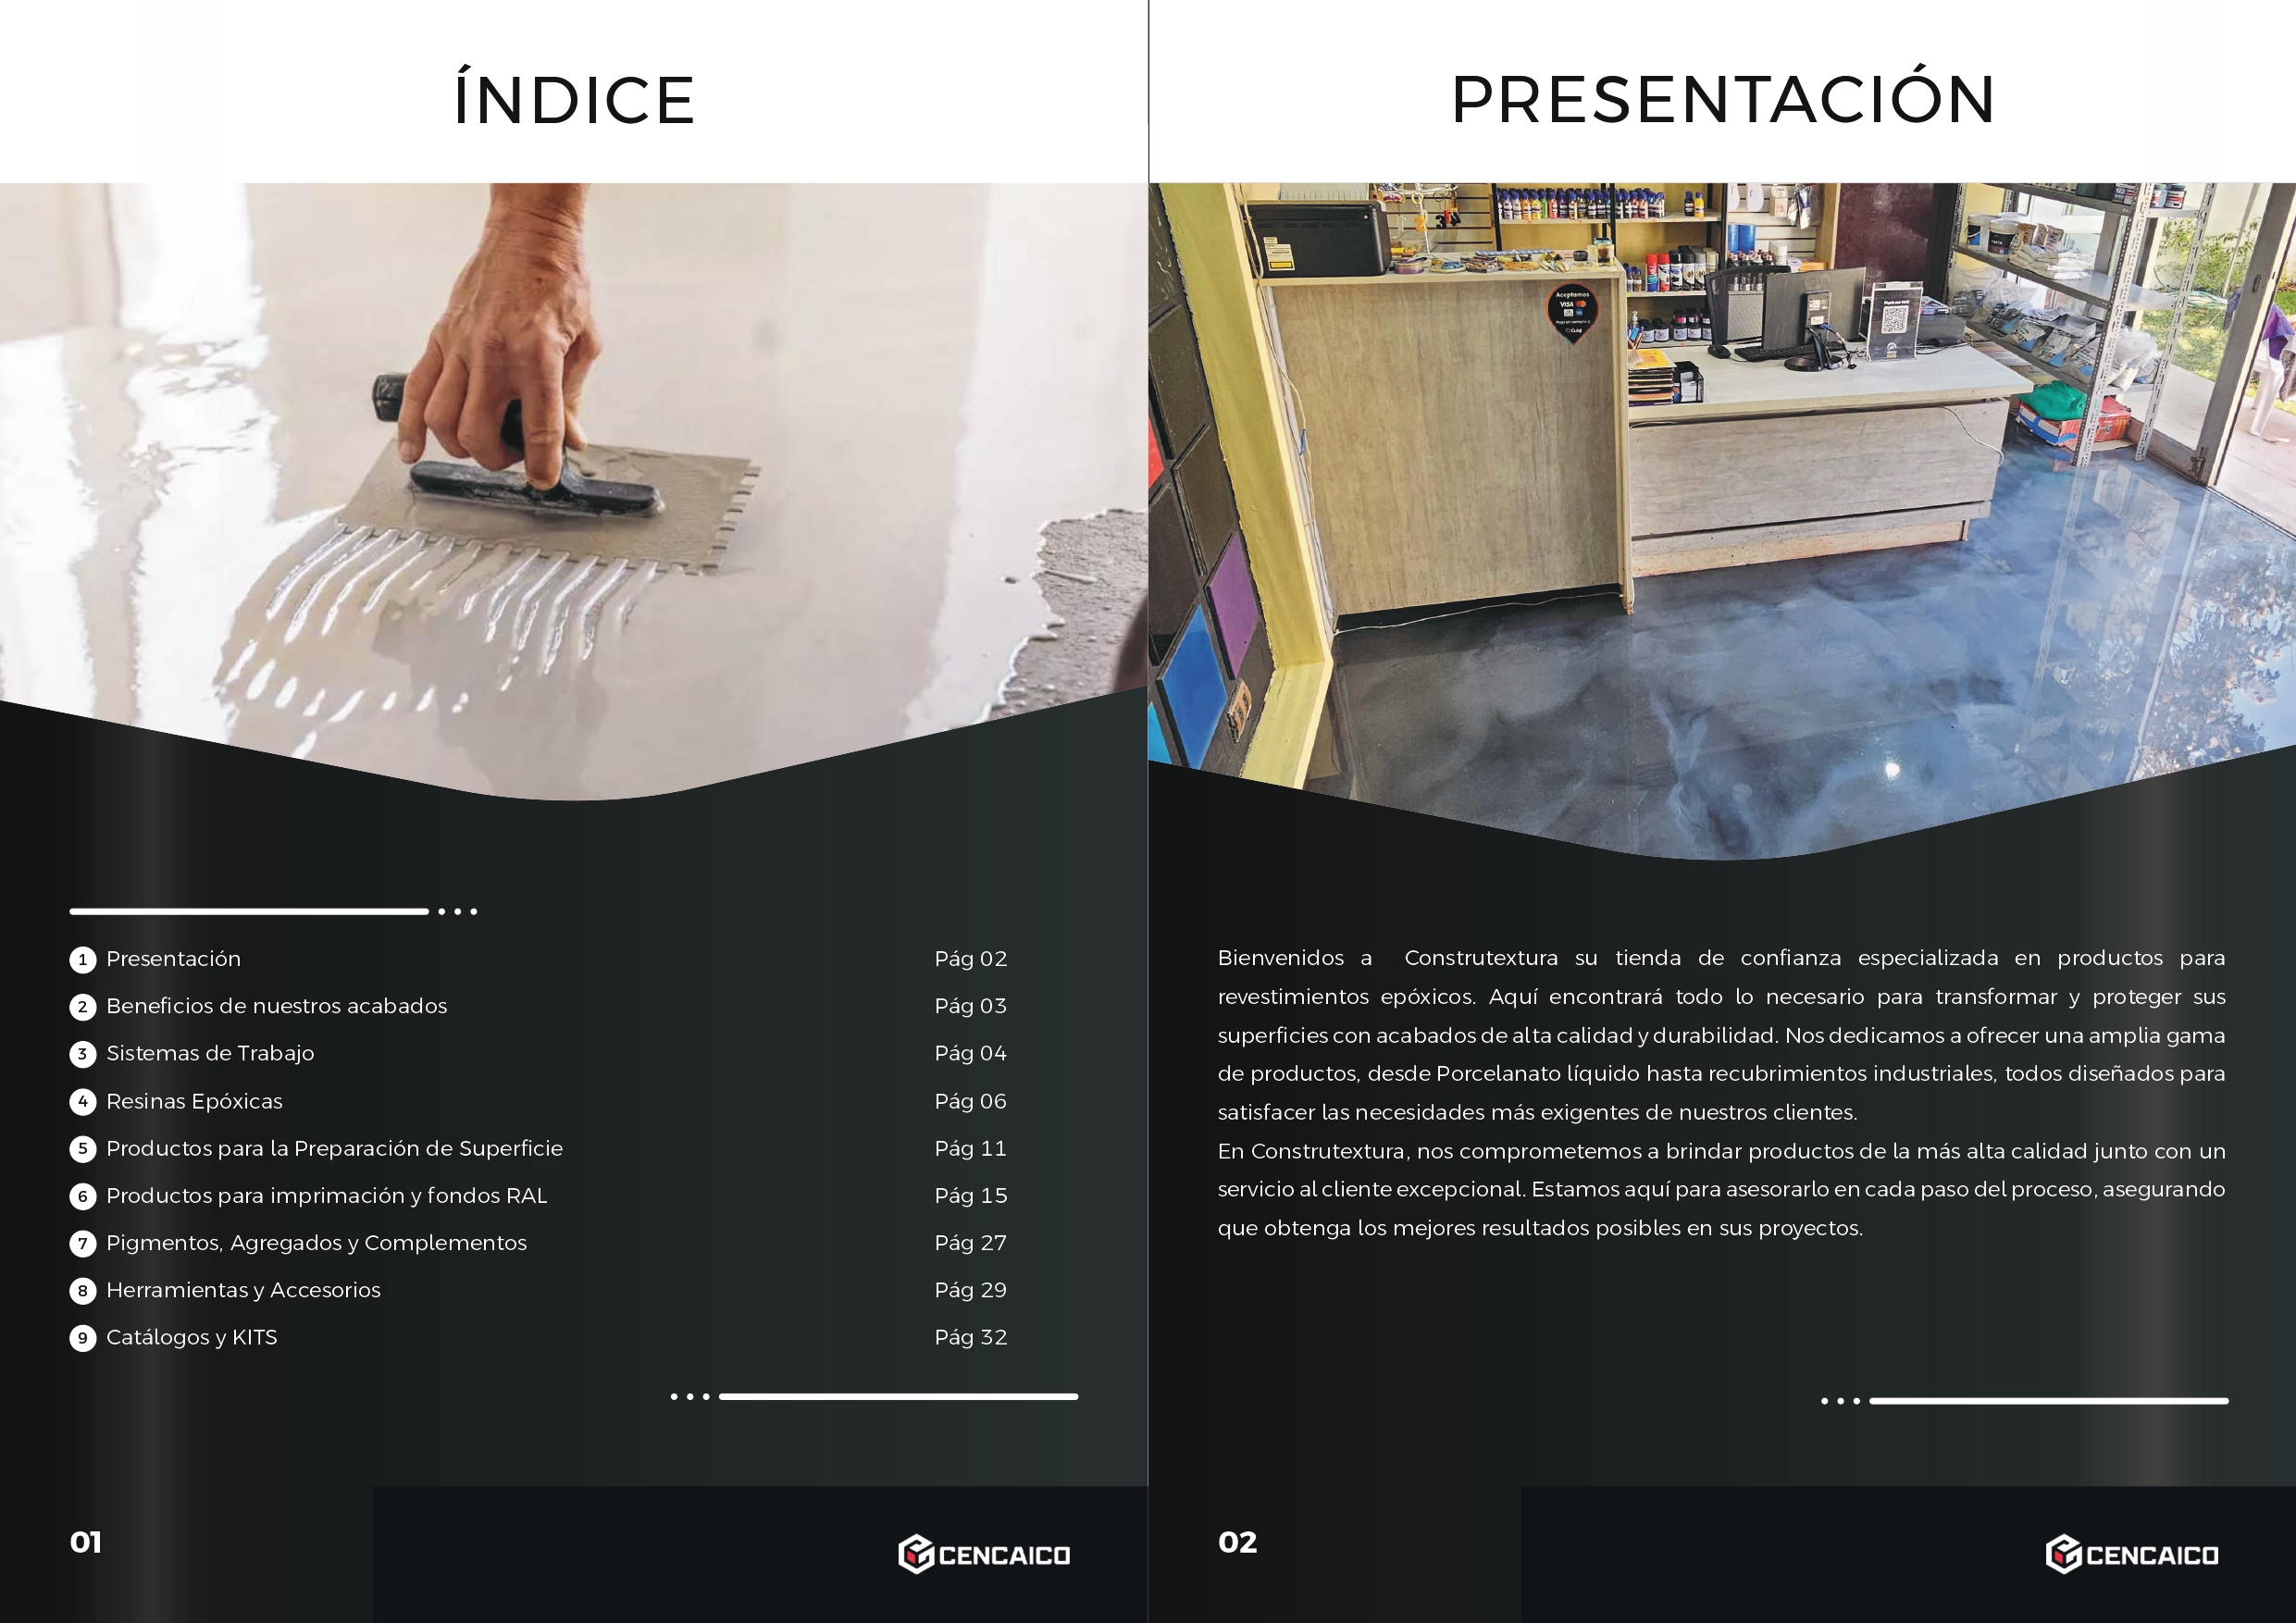 ÍNDICE
1 Presentación Pág 02
2 Beneficios de nuestros acabados Pág 03
3 Sistemas de Trabajo Pág 04
4 Resinas Epóxicas Pág 06
5 Productos para la Preparación de Superficie Pág 11
6 Productos para imprimación y fondos RAL Pág 15
7 Pigmentos, Agregados y Complementos Pág 27
8 Herramientas y Accesorios Pág 29
9 Catálogos y KITS Pág 32
01
CENCAICO
PRESENTACIÓN
Aceptamos
VISA
Bienvenidos a Construtextura su tienda de confianza especializada en productos para
revestimientos epóxicos. Aquí encontrará todo lo necesario para transformar y proteger sus
superficies con acabados de alta calidad y durabilidad. Nos dedicamos a ofrecer una amplia gama
de productos, desde Porcelanato líquido hasta recubrimientos industriales, todos diseñados para
satisfacer las necesidades más exigentes de nuestros clientes.
En Construtextura, nos comprometemos a brindar productos de la más alta calidad junto con un
servicio al cliente excepcional. Estamos aquí para asesorarlo en cada paso del proceso, asegurando
que obtenga los mejores resultados posibles en sus proyectos.
02
CENCAICO